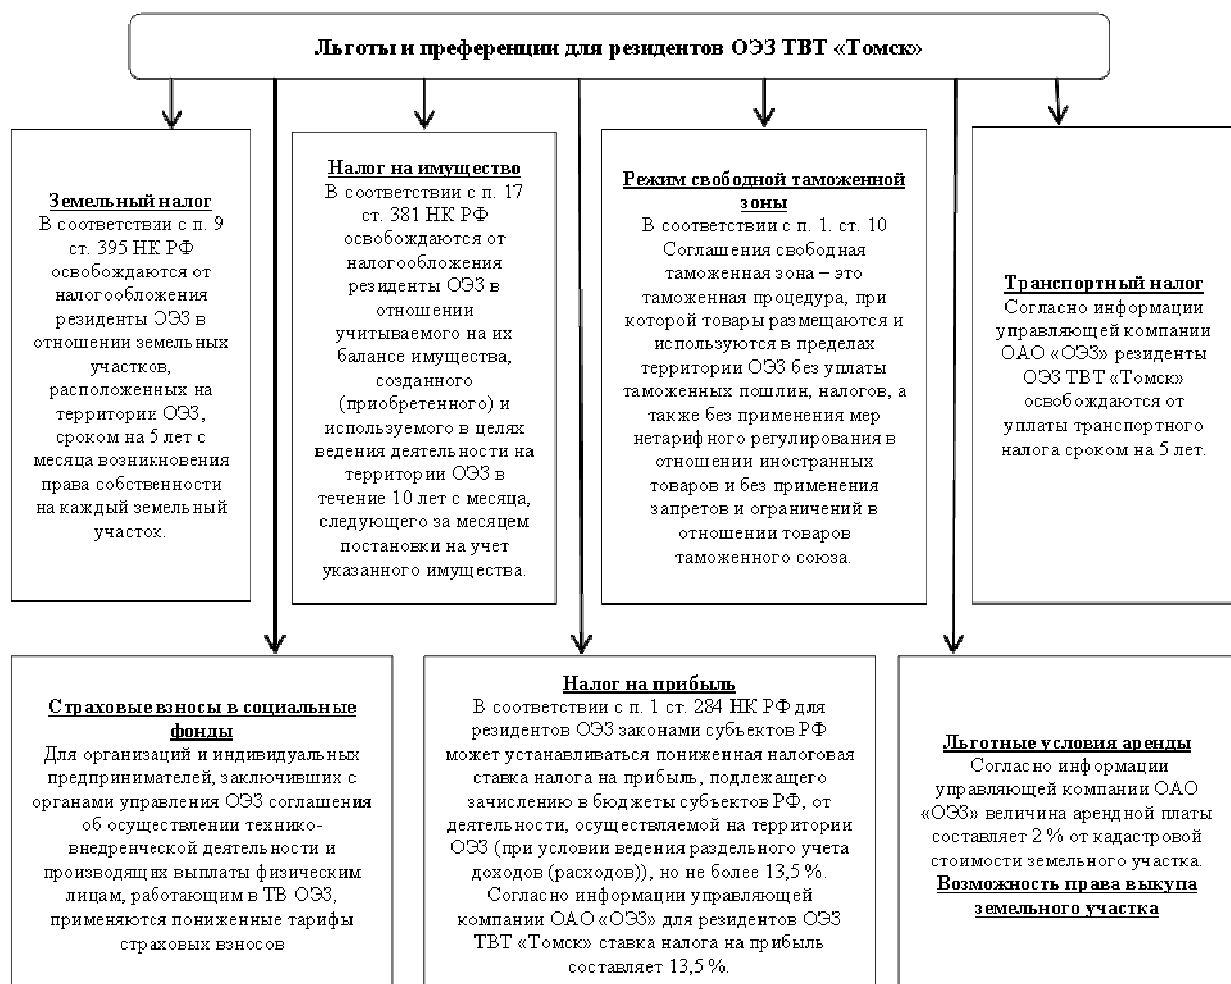 Льготы и преференции для резидентов ОЭЗ ТВТ «Томск»
Земельный налог
В соответствии с п. 9
ст. 395 НК РФ
освобождаются от
налогообложения
резиденты ОЭЗ в
отношении земельных
участков,
расположенных на
территории ОЭЗ,
сроком на 5 лет с
месяца возникновения
права собственности
на каждый земельный
участок.
Налог на имущество
В соответствии с п. 17
ст. 381 НК РФ
освобождаются от
налогообложения
резиденты ОЭЗ в
отношении
учитываемого на их
балансе имущества,
созданного
(приобретенного) и
используемого в целях
ведения деятельности на
территории ОЭЗ в
течение 10 лет с месяца,
следующего за месяцем
постановки на учет
указанного имущества.
Режим свободной таможенной
зоны
В соответствии с п. 1. ст. 10
Соглашения свободная
таможенная зона – это
таможенная процедура, при
которой товары размещаются и
используются в пределах
территории ОЭЗ без уплаты
таможенных пошлин, налогов, а
также без применения мер
нетарифного регулирования в
отношении иностранных
товаров и без применения
запретов и ограничений в
отношении товаров
таможенного союза.
Транспортный налог
Согласно информации
управляющей компании
ОАО «ОЭЗ» резиденты
ОЭЗ ТВТ «Томск»
освобождаются от
уплаты транспортного
налога сроком на 5 лет.
Страховые взносы в социальные
фонды
Для организаций и индивидуальных
предпринимателей, заключивших с
органами управления ОЭЗ соглашения
об осуществлении технико-
внедренческой деятельности и
производящих выплаты физическим
лицам, работающим в ТВ ОЭЗ,
применяются пониженные тарифы
страховых взносов
Налог на прибыль
В соответствии с п. 1 ст. 284 НК РФ для
резидентов ОЭЗ законами субъектов РФ
может устанавливаться пониженная налоговая
ставка налога на прибыль, подлежащего
зачислению в бюджеты субъектов РФ, от
деятельности, осуществляемой на территории
ОЭЗ (при условии ведения раздельного учета
доходов (расходов)), но не более 13,5 %.
Согласно информации управляющей
компании ОАО «ОЭЗ» для резидентов ОЭЗ
ТВТ «Томск» ставка налога на прибыль
составляет 13,5 %.
Льготные условия аренды
Согласно информации
управляющей компании ОАО
«ОЭЗ» величина арендной платы
составляет 2 % от кадастровой
стоимости земельного участка.
Возможность права выкупа
земельного участка